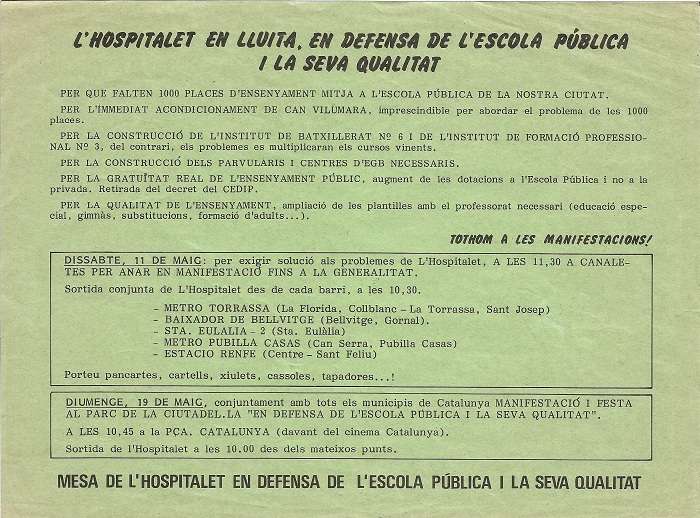 L'HOSPITALET EN LLUITA, EN DEFENSA DE L'ESCOLA PÚBLICA
I LA SEVA QUALITAT
PER QUE FALTEN 1000 PLACES D'ENSENYAMENT MITJA A L'ESCOLA PÚBLICA DE LA NOSTRA CIUTAT.
PER L'IMMEDIAT ACONDICIONAMENT DE CAN VILUMARA, imprescindible per abordar el problema de les 1000
places.
PER LA CONSTRUCCIÓ DE L'INSTITUT DE BATXILLERAT Nº 6 I DE L'INSTITUT DE FORMACIÓ PROFESSIO-
NAL Nº 3, del contrari, els problemes es multiplicaran els cursos vinents.
PER LA CONSTRUCCIÓ DELS PARVULARIS I CENTRES D'EGB NECESSARIS.
PER LA GRATUÏTAT REAL DE L'ENSENYAMENT PÚBLIC, augment de les dotacions a l'Escola Pública i no a la
privada. Retirada del decret del CEDIP.
PER LA QUALITAT DE L'ENSENYAMENT, ampliació de les plantilles amb el professorat necessari (educació espe-
cial, gimnàs, substitucions, formació d'adults...).
TOTHOM A LES MANIFESTACIONS!
DISSABTE, 11 DE MAIG: per exigir solució als problemes de L'Hospitalet, A LES 11,30 A CANALE-
TES PER ANAR EN MANIFESTACIÓ FINS A LA GENERALITAT.
Sortida conjunta de L'Hospitalet des de cada barri, a les 10,30.
- METRO TORRASSA (La Florida, Collblanc - La Torrassa, Sant Josep)
- BAIXADOR DE BELLVITGE (Bellvitge, Gornal).
- STA. EULALIA - 2 (Sta. Eulàlia)
- METRO PUBILLA CASAS (Can Serra, Pubilla Casas)
- ESTACIO RENFE (Centre - Sant Feliu)
Porteu pancartes, cartells, xiulets, cassoles, tapadores...!
DIUMENGE, 19 DE MAIG, conjuntament amb tots els municipis de Catalunya MANIFESTACIÓ I FESTA
AL PARC DE LA CIUTADEL.LA "EN DEFENSA DE L'ESCOLA PÚBLICA I LA SEVA QUALITAT".
A LES 10,45 a la PÇA. CATALUNYA (davant del cinema Catalunya).
Sortida de l'Hospitalet a les 10.00 des dels mateixos punts.
MESA DE L'HOSPITALET EN DEFENSA DE L'ESCOLA PÚBLICA I LA SEVA QUALITAT